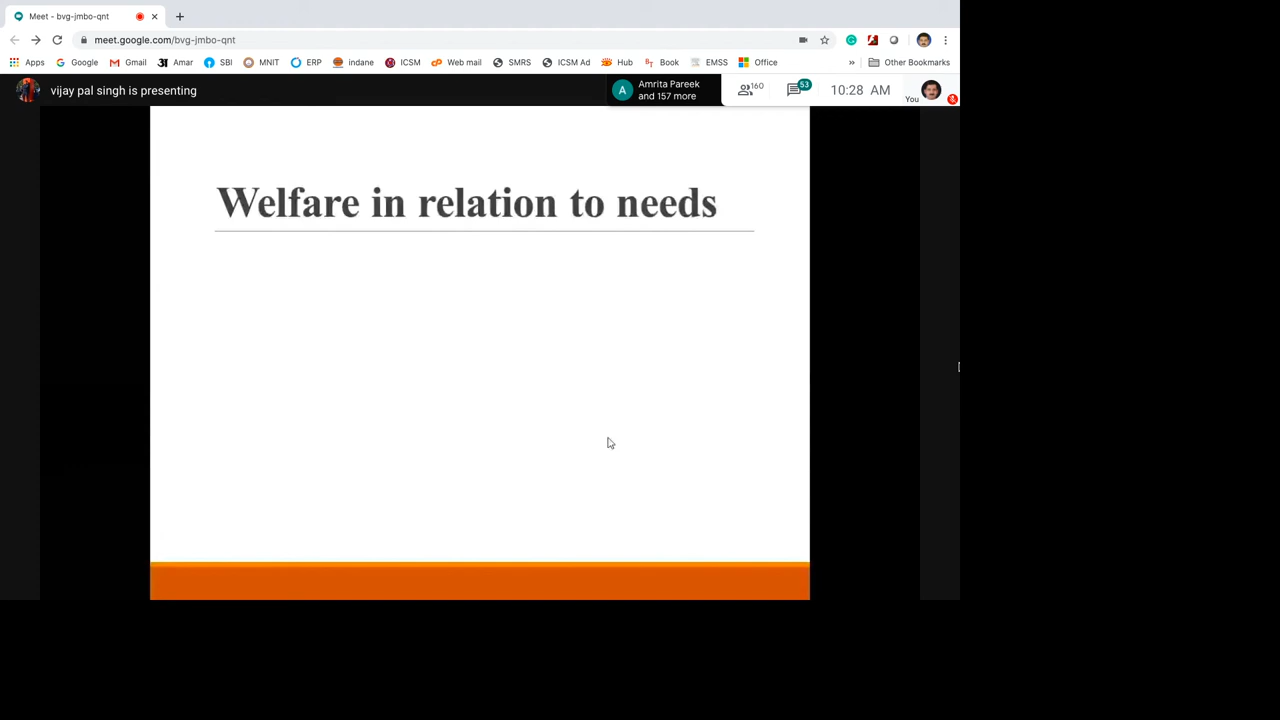 Meet - bvg-jmbo-qnt
meet.google.com/bvg-jmbo-qnt
Apps Google Gmail Amar SBI MNIT ERP indane ICSM Web mail SMRS ICSM Ad Hub Book EMSS Office » Other Bookmarks
vijay pal singh is presenting
A Amrita Pareek
and 157 more
160
53
10:28 AM
You
Welfare in relation to needs